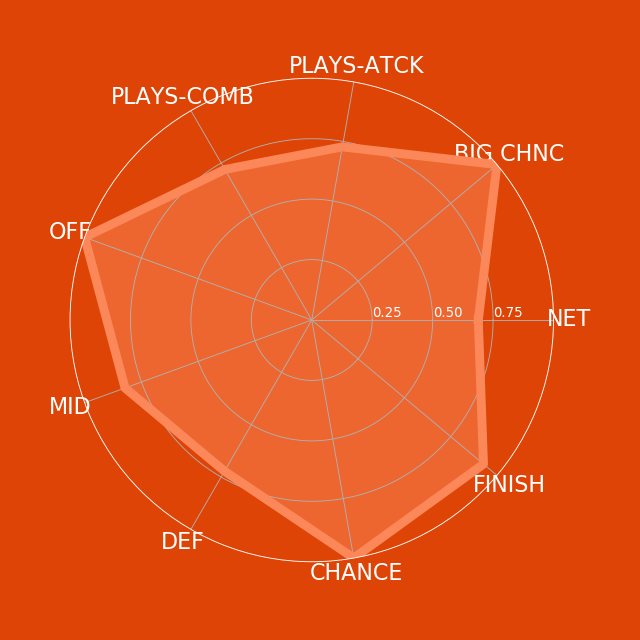 PLAYS-ATCK
PLAYS-COMB
BIG CHNC
OFF
0.25 0.50 0.75 NET
MID
FINISH
DEF
CHANCE